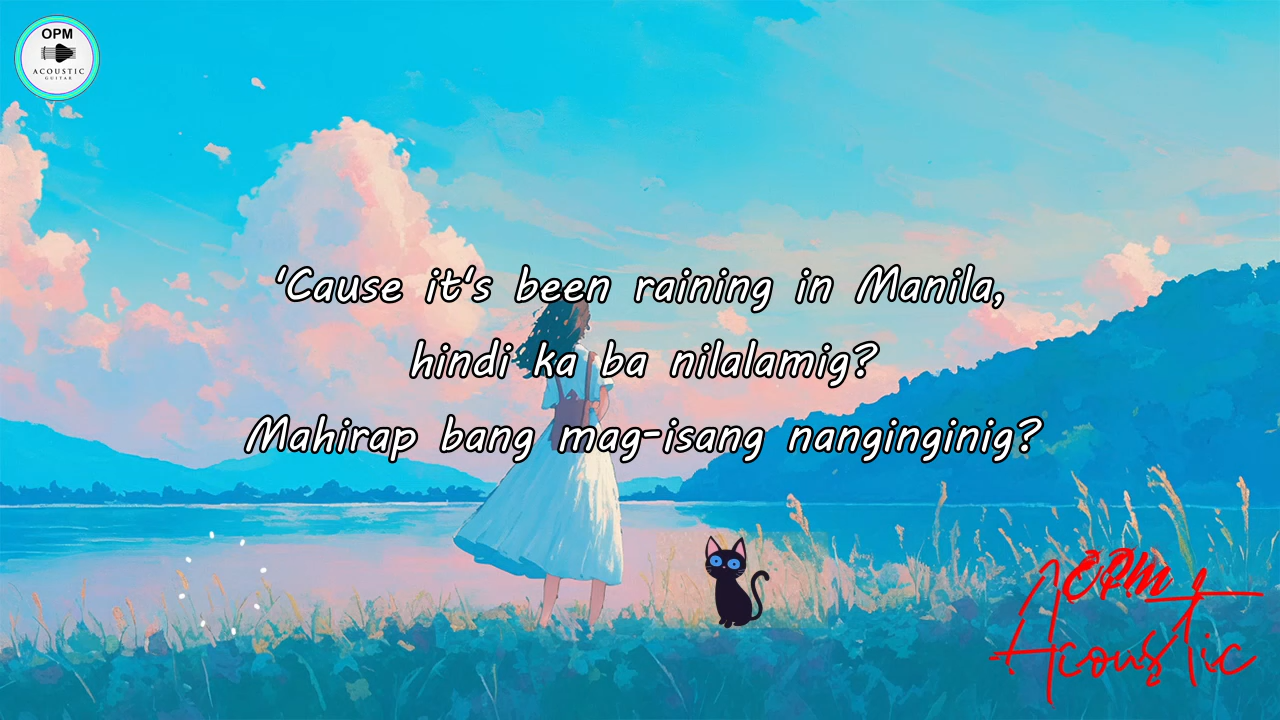 OPM
ACOUSTIC
GUITAR
'Cause it's been raining in Manila,
hindi ka ba nilalamig?
Mahirap bang mag-isang nanginginig?
OPM
Acoustic